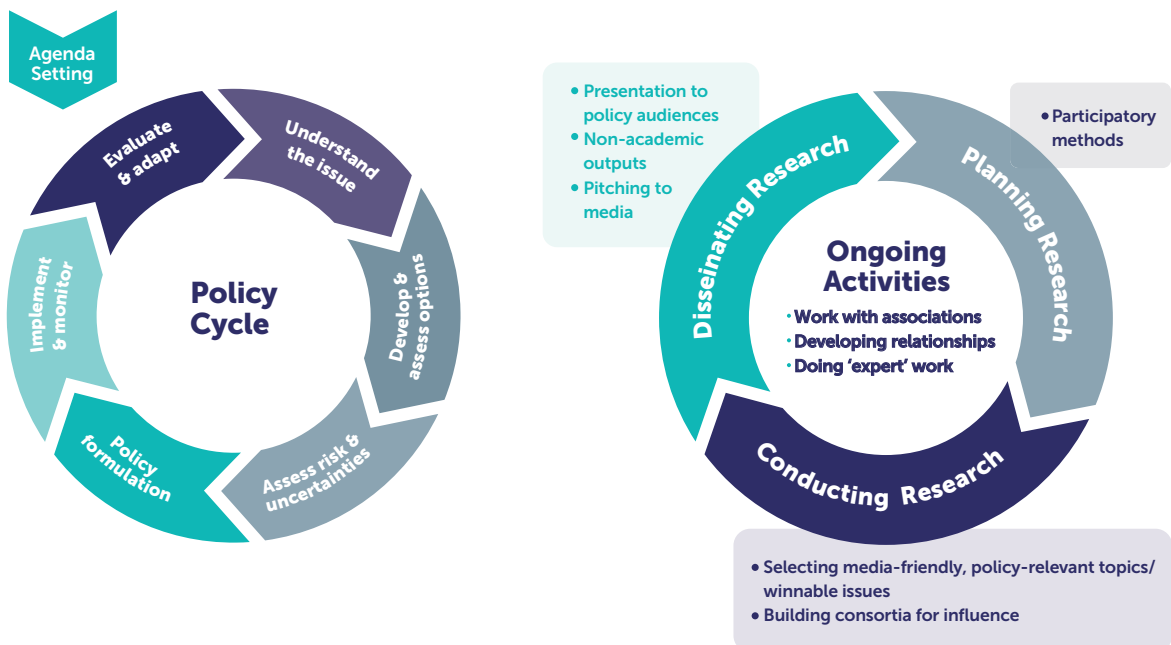 Agenda
Setting
Evaluate
& adapt
Understand
the issue
Develop &
assess options
Assess risk &
uncertainties
Policy
formulation
Implement
& monitor
Policy
Cycle
• Presentation to
policy audiences
• Non-academic
outputs
• Pitching to
media
• Participatory
methods
Disseinating Research
Planning Research
Conducting Research
Ongoing
Activities
• Work with associations
• Developing relationships
• Doing ‘expert’ work
• Selecting media-friendly, policy-relevant topics/
winnable issues
• Building consortia for influence